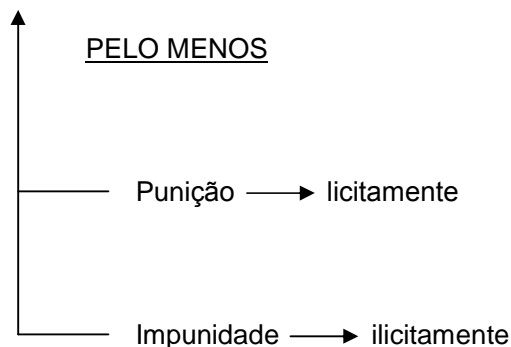 PELO MENOS
Punição → licitamente
Impunidade → ilicitamente